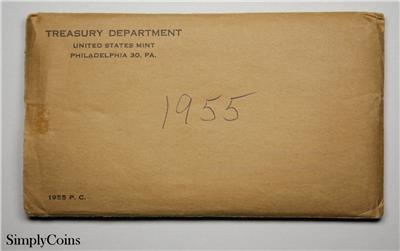 TREASURY DEPARTMENT
UNITED STATES MINT
PHILADELPHIA 30, PA.
1955
1955 P. C.
SimplyCoins